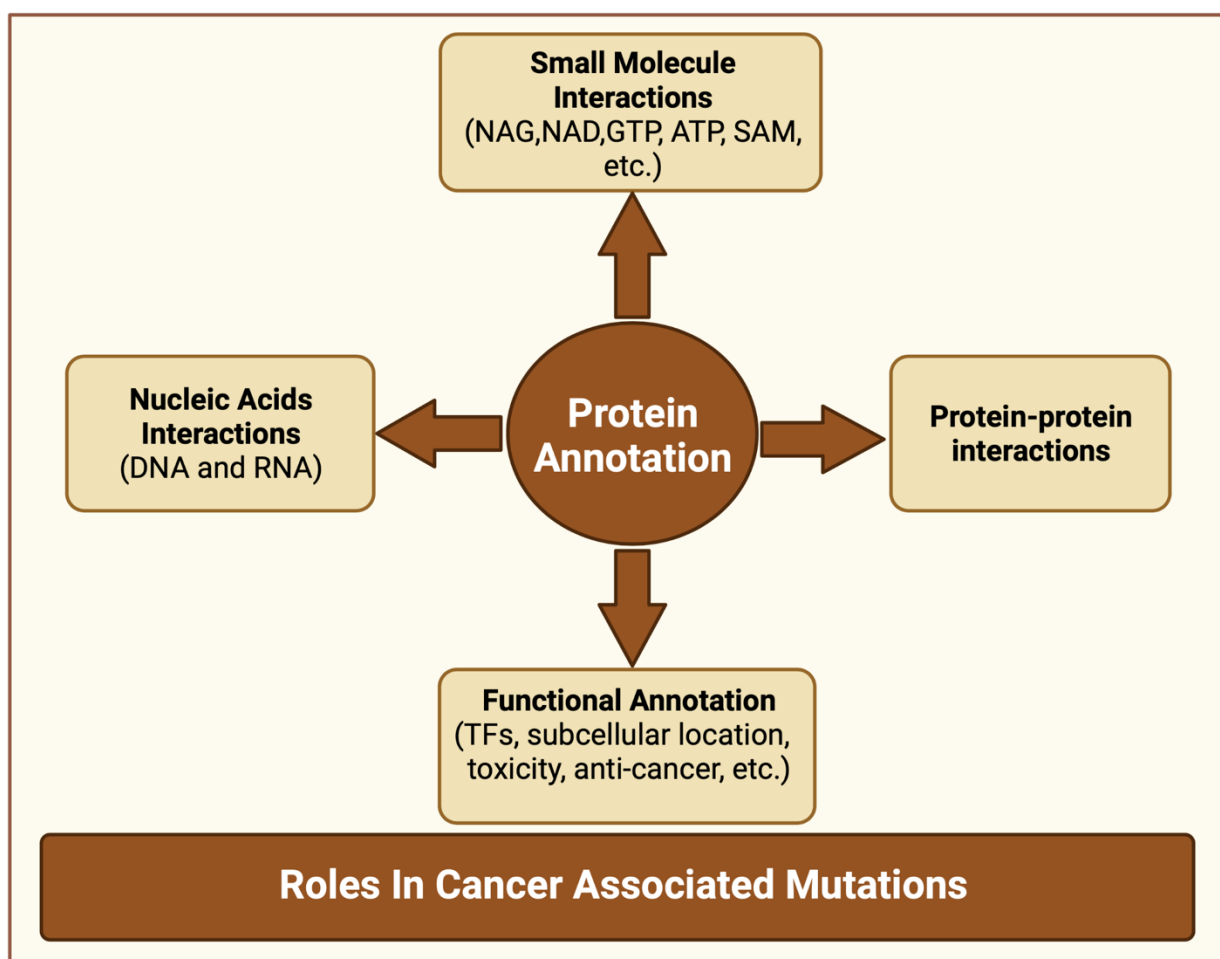 Small Molecule
Interactions
(NAG,NAD,GTP, ATP, SAM,
etc.)
Nucleic Acids
Interactions
(DNA and RNA)
Protein
Annotation
Protein-protein
interactions
Functional Annotation
(TFs, subcellular location,
toxicity, anti-cancer, etc.)
Roles In Cancer Associated Mutations